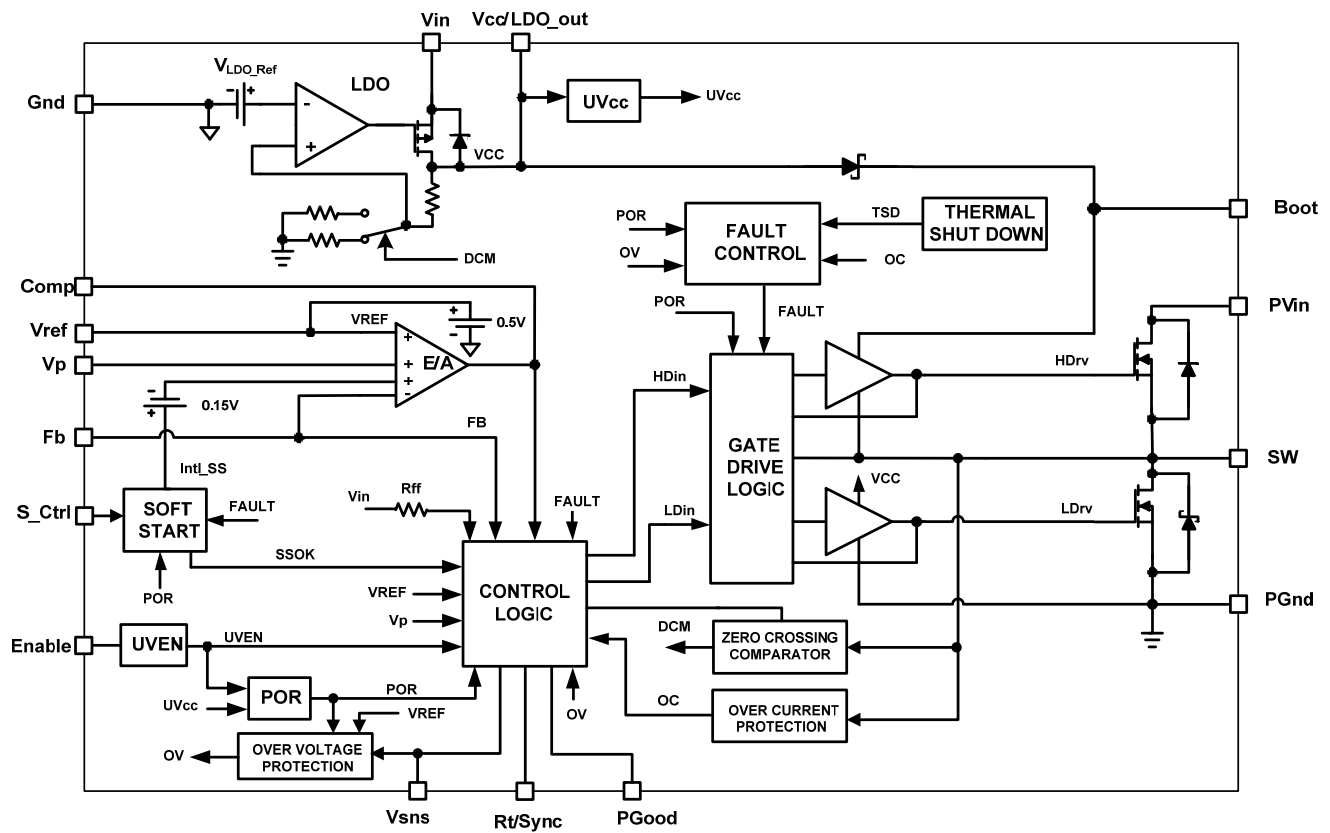 Vin
Vcc/LDO_out
VLDO_Ref
-
+
LDO
-
+
Gnd
UVcc
UVcc
VCC
DCM
Boot
POR
OV
FAULT
CONTROL
TSD
THERMAL
SHUT DOWN
OC
FAULT
POR
Comp
Vref
VREF
+
-
0.5V
Vp
+
+
+
-
E/A
PVin
HDrv
-
+
0.15V
HDin
Fb
FB
GATE
DRIVE
LOGIC
SW
Intl_SS
VCC
S_Ctrl
SOFT
START
FAULT
Vin
Rff
FAULT
LDin
LDrv
POR
SSOK
VREF
Vp
CONTROL
LOGIC
PGnd
Enable
UVEN
UVEN
DCM
ZERO CROSSING
COMPARATOR
UVcc
POR
POR
VREF
OV
OC
OVER CURRENT
PROTECTION
OV
OVER VOLTAGE
PROTECTION
Vsns
Rt/Sync
PGood